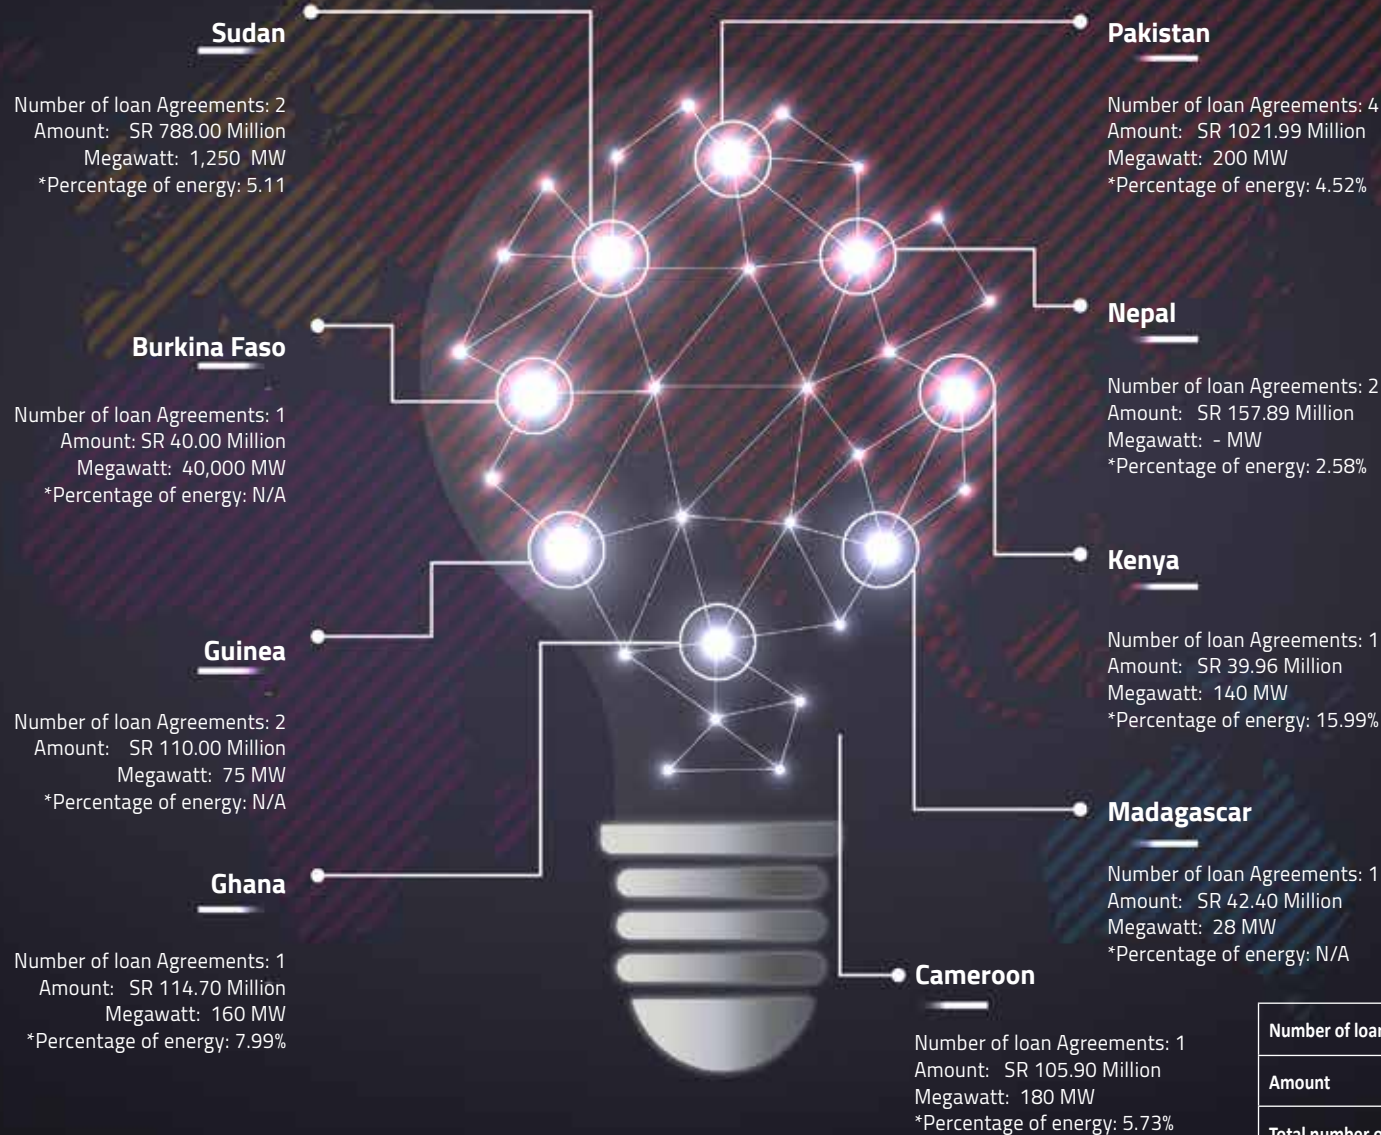 Sudan
Number of loan Agreements: 2
Amount: SR 788.00 Million
Megawatt: 1,250 MW
*Percentage of energy: 5.11
Burkina Faso
Number of loan Agreements: 1
Amount: SR 40.00 Million
Megawatt: 40,000 MW
*Percentage of energy: N/A
Guinea
Number of loan Agreements: 2
Amount: SR 110.00 Million
Megawatt: 75 MW
*Percentage of energy: N/A
Ghana
Number of loan Agreements: 1
Amount: SR 114.70 Million
Megawatt: 160 MW
*Percentage of energy: 7.99%
Pakistan
Number of loan Agreements: 4
Amount: SR 1021.99 Million
Megawatt: 200 MW
*Percentage of energy: 4.52%
Nepal
Number of loan Agreements: 2
Amount: SR 157.89 Million
Megawatt: - MW
*Percentage of energy: 2.58%
Kenya
Number of loan Agreements: 1
Amount: SR 39.96 Million
Megawatt: 140 MW
*Percentage of energy: 15.99%
Madagascar
Number of loan Agreements: 1
Amount: SR 42.40 Million
Megawatt: 28 MW
*Percentage of energy: N/A
Cameroon
Number of loan Agreements: 1
Amount: SR 105.90 Million
Megawatt: 180 MW
*Percentage of energy: 5.73%
Number of loan
Amount
Total number